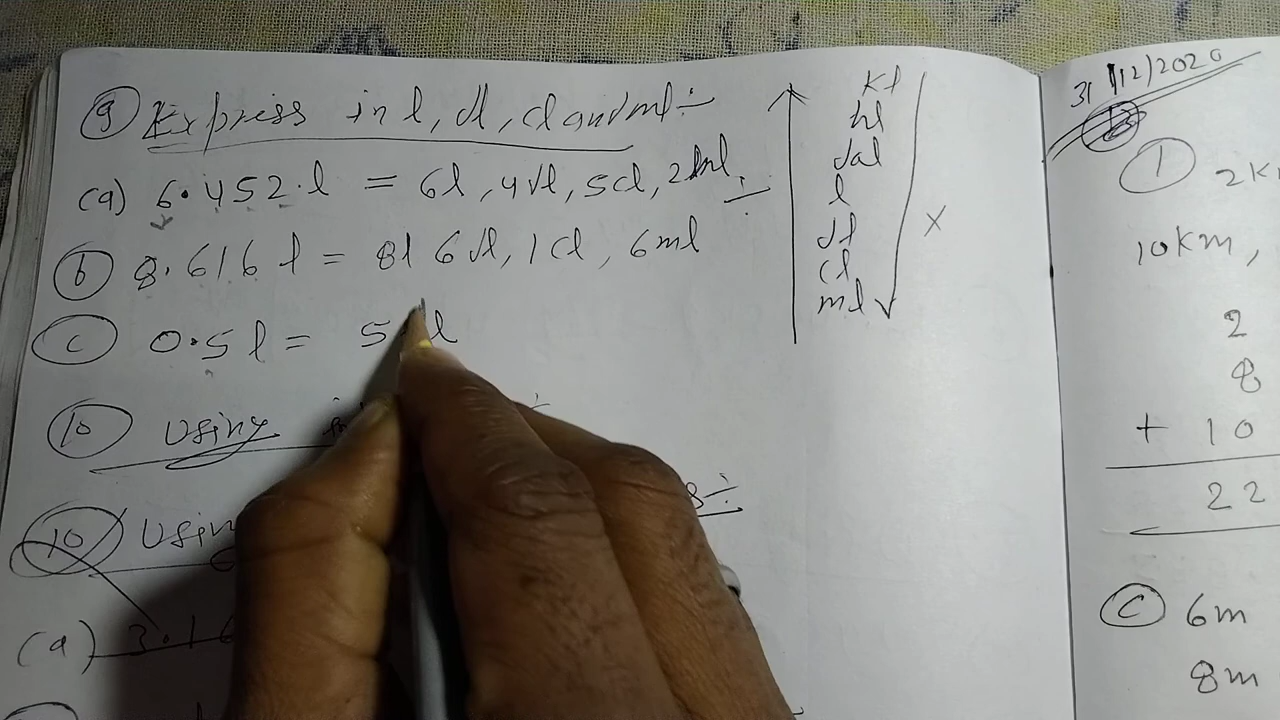 9 Express in l, dl, cl and ml ÷
(a) 6.452.l = 6l, 4dl, 5cl, 2ml
(b) 8.616 l = 8l 6dl, 1cl, 6ml
(c) 0.5 l = 5 dl
(10) Using
(10) Using
(a) 3.16
kl
hl
dal
l
dl
cl
ml
×
31/12/2020
(1) 2K
10Km,
2
8
+ 10
22
(c) 6m
8m